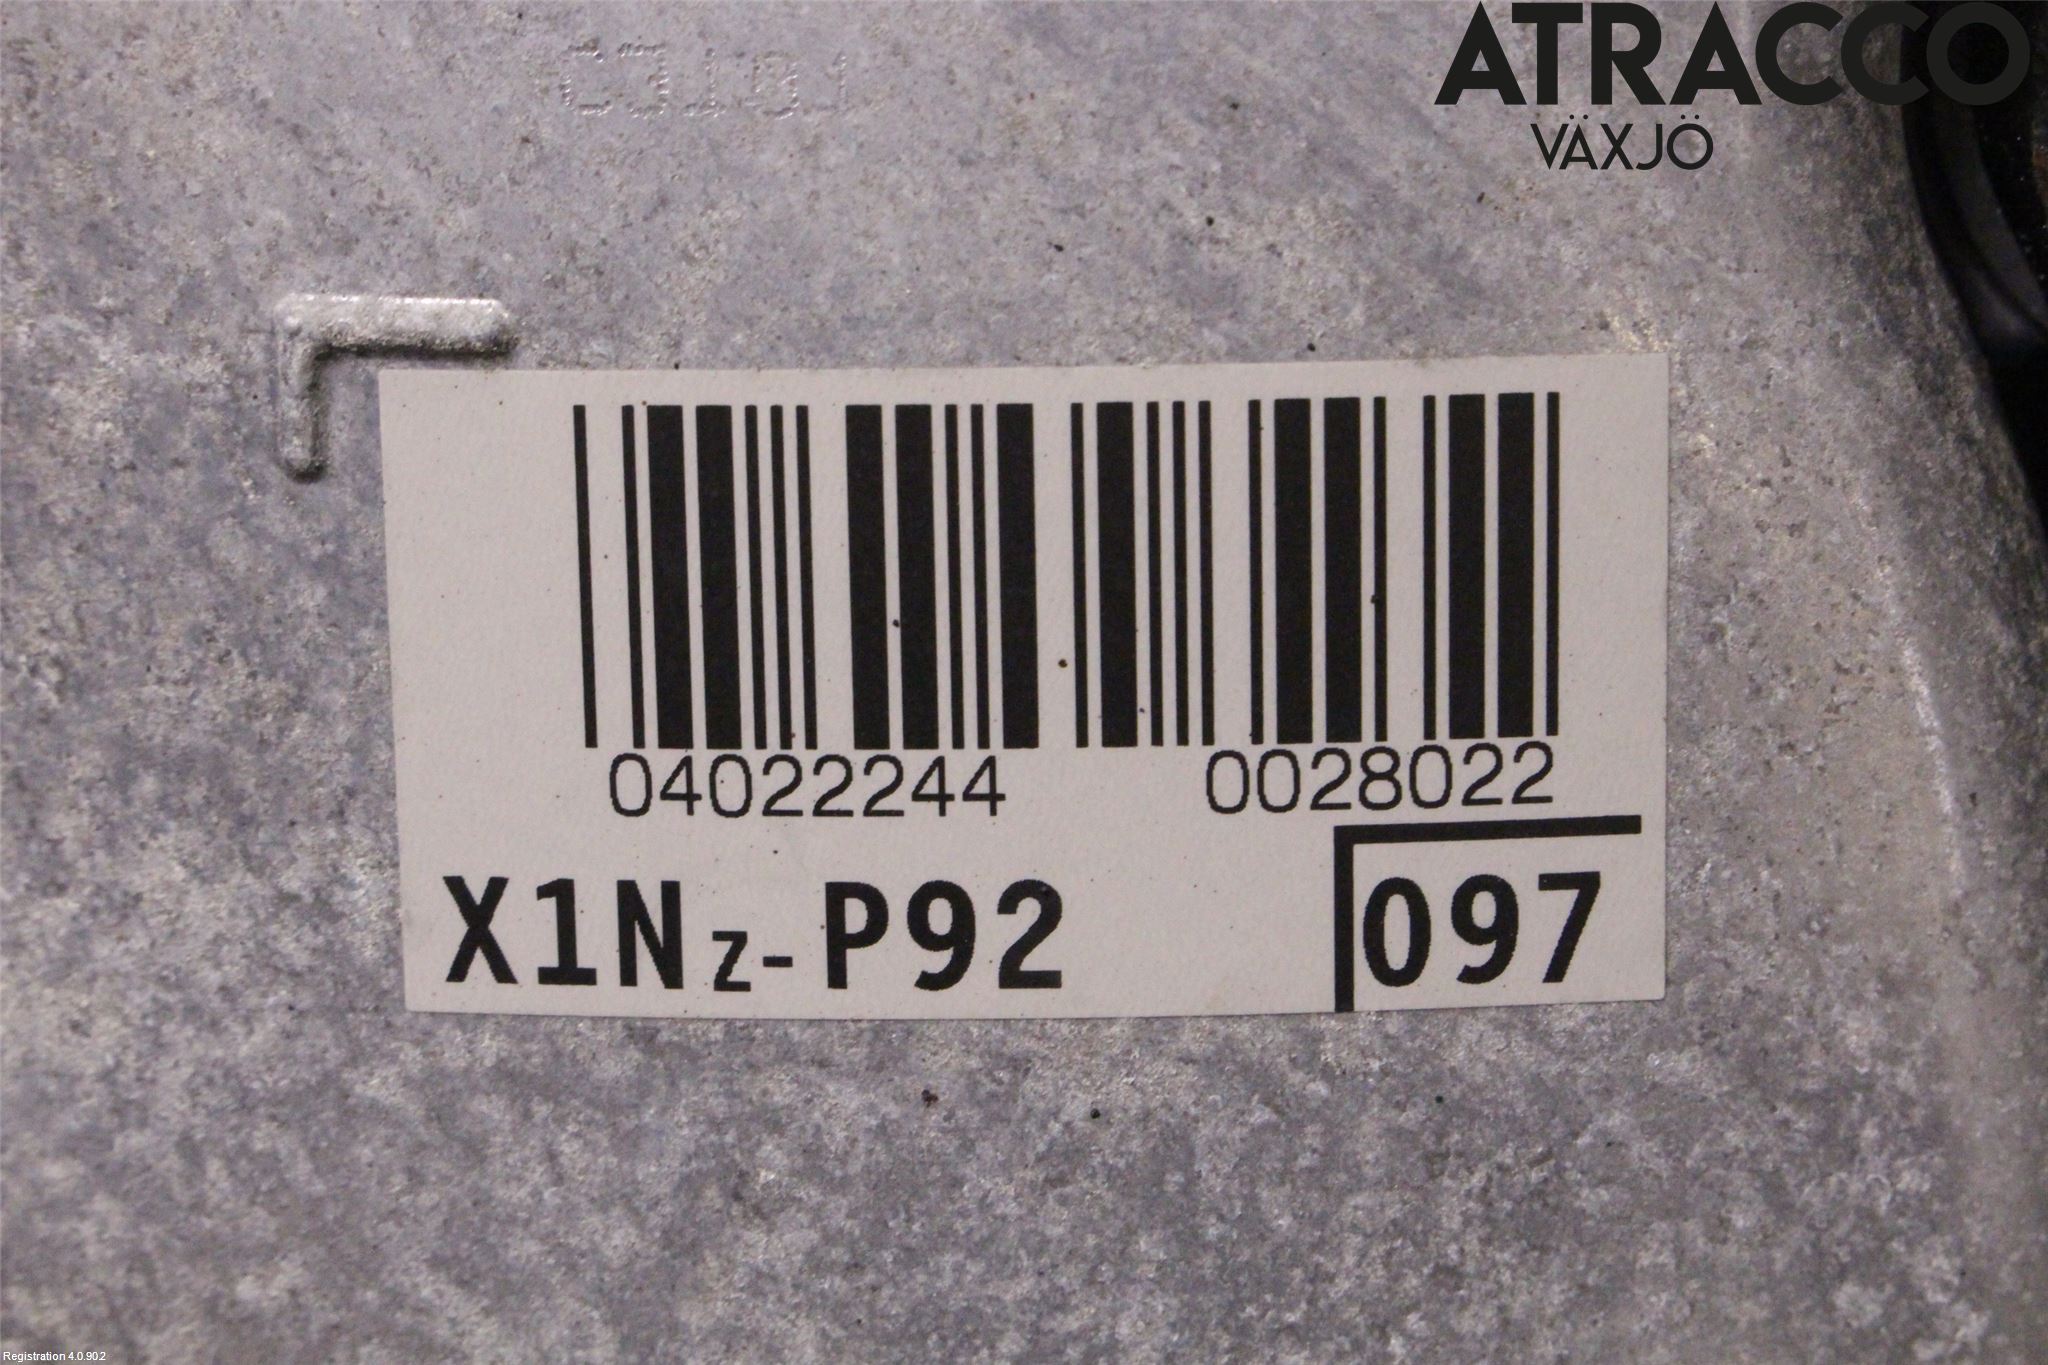 ATRACCO
VÄXJÖ
04022244 0028022
X1Nz-P92 097
Registration 4.0.902